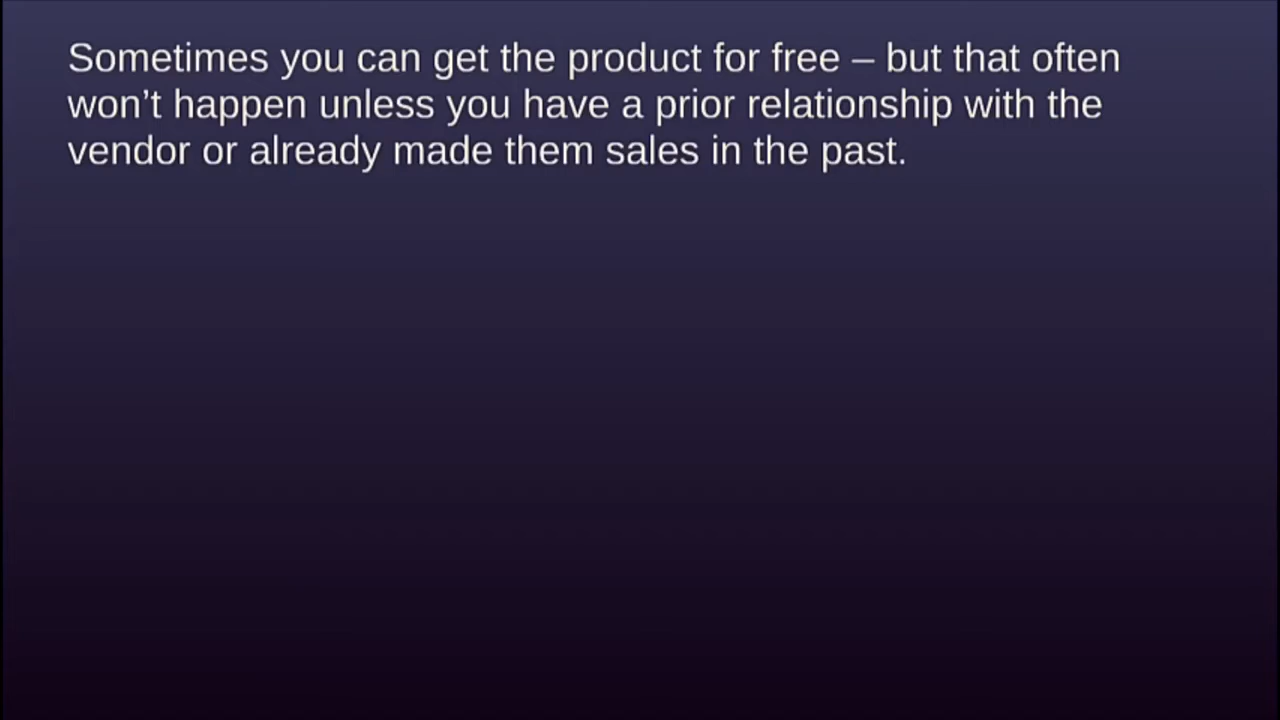 Sometimes you can get the product for free – but that often
won’t happen unless you have a prior relationship with the
vendor or already made them sales in the past.